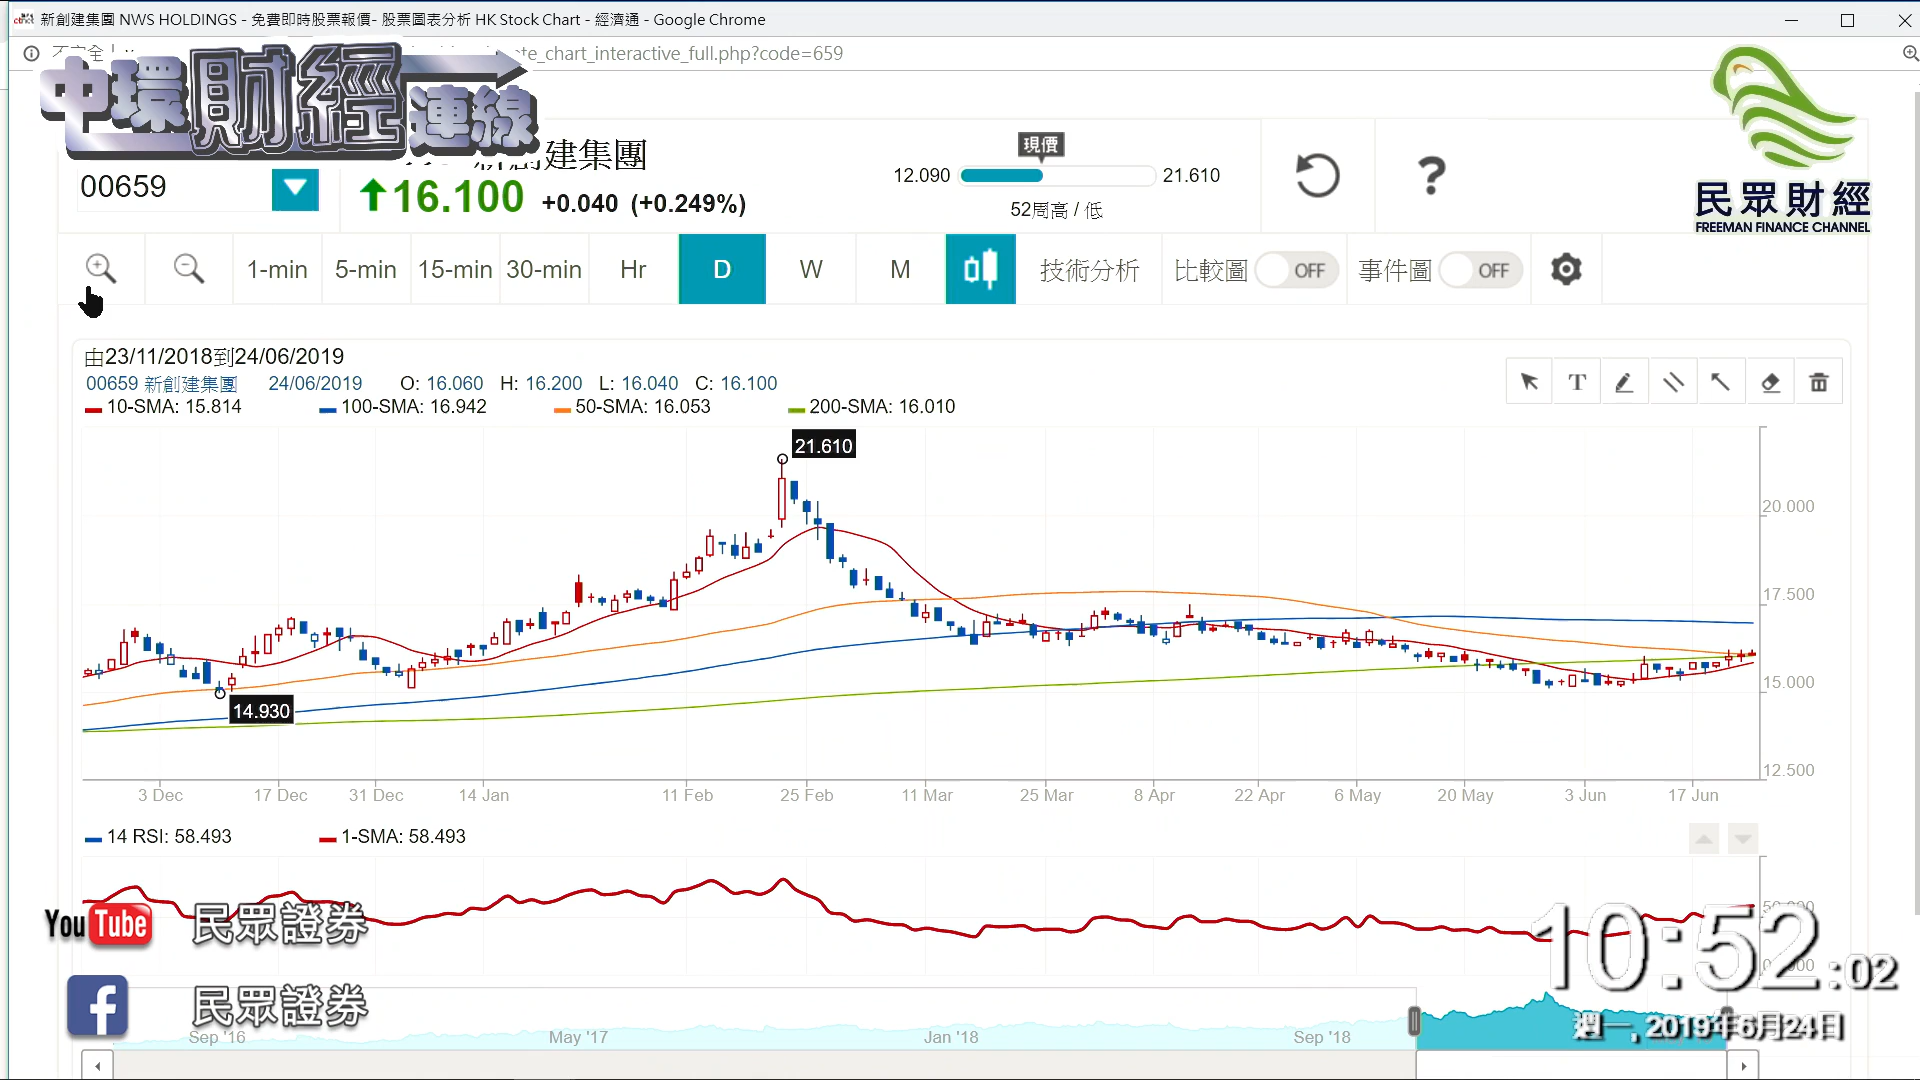 新創建集團 NWS HOLDINGS - 免費即時股票報價- 股票圖表分析 HK Stock Chart - 經濟通 - Google Chrome
te_chart_interactive_full.php?code=659
中環財經連線
建集團
00659
16.100 +0.040 (+0.249%)
現價
12.090 21.610
52周高 / 低
?
民眾財經
FREEMAN FINANCE CHANNEL
1-min 5-min 15-min 30-min Hr D W M 技術分析 比較圖 OFF 事件圖 OFF
由23/11/2018到24/06/2019
00659 新創建集團 24/06/2019 O: 16.060 H: 16.200 L: 16.040 C: 16.100
10-SMA: 15.814 100-SMA: 16.942 50-SMA: 16.053 200-SMA: 16.010
T
21.610
20.000
17.500
15.000
14.930
12.500
3 Dec 17 Dec 31 Dec 14 Jan 11 Feb 25 Feb 11 Mar 25 Mar 8 Apr 22 Apr 6 May 20 May 3 Jun 17 Jun
14 RSI: 58.493 1-SMA: 58.493
YouTube 民眾證券
10:52:02
f 民眾證券
週一, 2019年6月24日
Sep '16 May '17 Jan '18 Sep '18